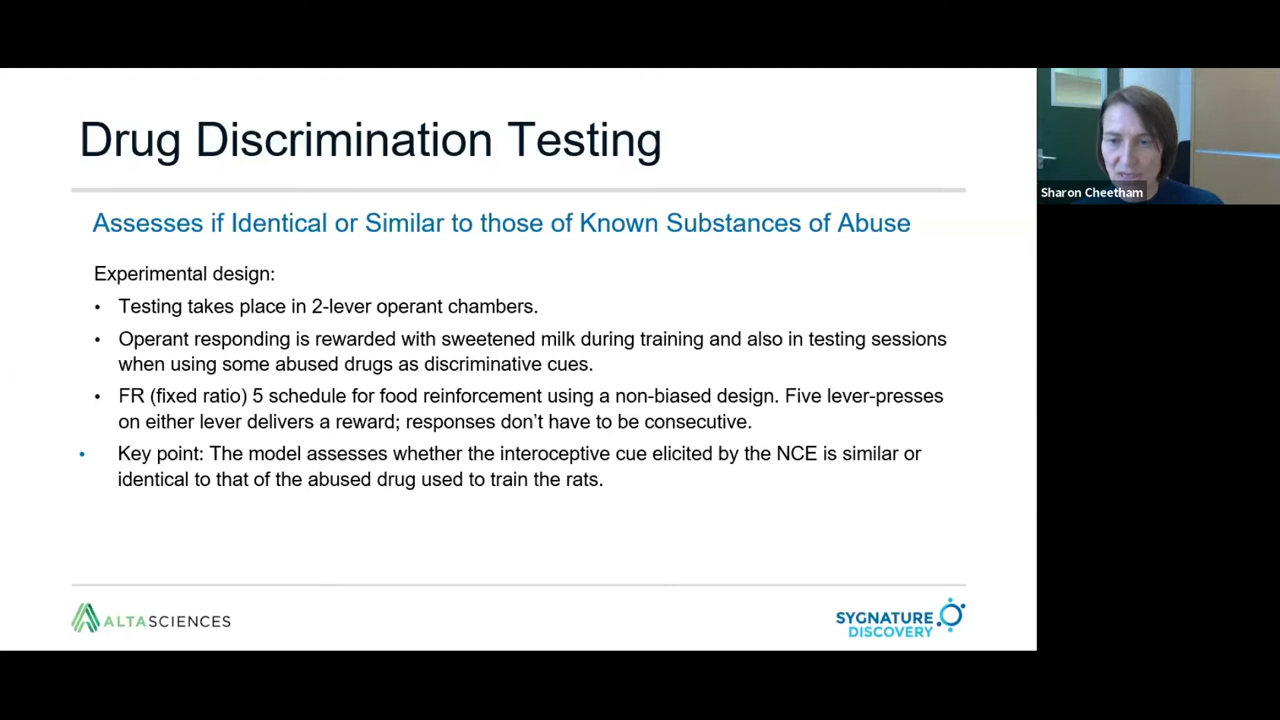 Drug Discrimination Testing
Assesses if Identical or Similar to those of Known Substances of Abuse
Experimental design:
• Testing takes place in 2-lever operant chambers.
• Operant responding is rewarded with sweetened milk during training and also in testing sessions
when using some abused drugs as discriminative cues.
• FR (fixed ratio) 5 schedule for food reinforcement using a non-biased design. Five lever-presses
on either lever delivers a reward; responses don't have to be consecutive.
• Key point: The model assesses whether the interoceptive cue elicited by the NCE is similar or
identical to that of the abused drug used to train the rats.
ALTASCIENCES
SYGNATURE
DISCOVERY
Sharon Cheetham